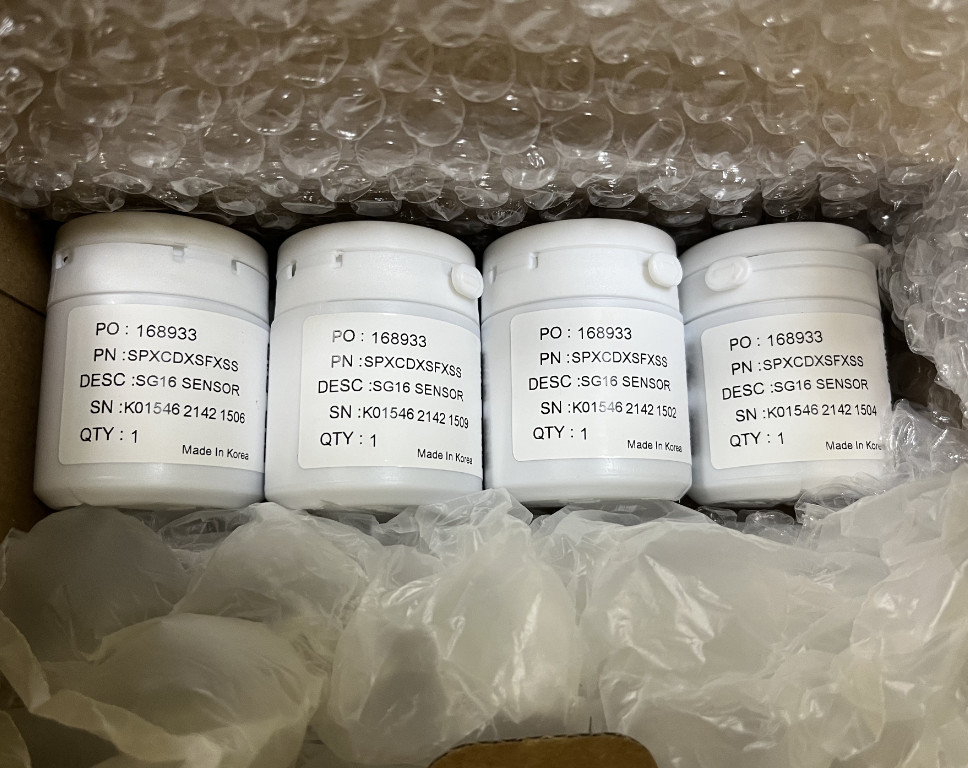 PO : 168933
PN :SPXCDXSFXSS
DESC :SG16 SENSOR
SN :K01546 2142 1506
QTY : 1
Made In Korea
PO : 168933
PN :SPXCDXSFXSS
DESC :SG16 SENSOR
SN :K01546 2142 1509
QTY : 1
Made In Korea
PO : 168933
PN :SPXCDXSFXSS
DESC :SG16 SENSOR
SN :K01546 2142 1502
QTY : 1
Made In Korea
PO : 168933
PN :SPXCDXSFXSS
DESC :SG16 SENSOR
SN :K01546 2142 1504
QTY : 1
Made In Korea